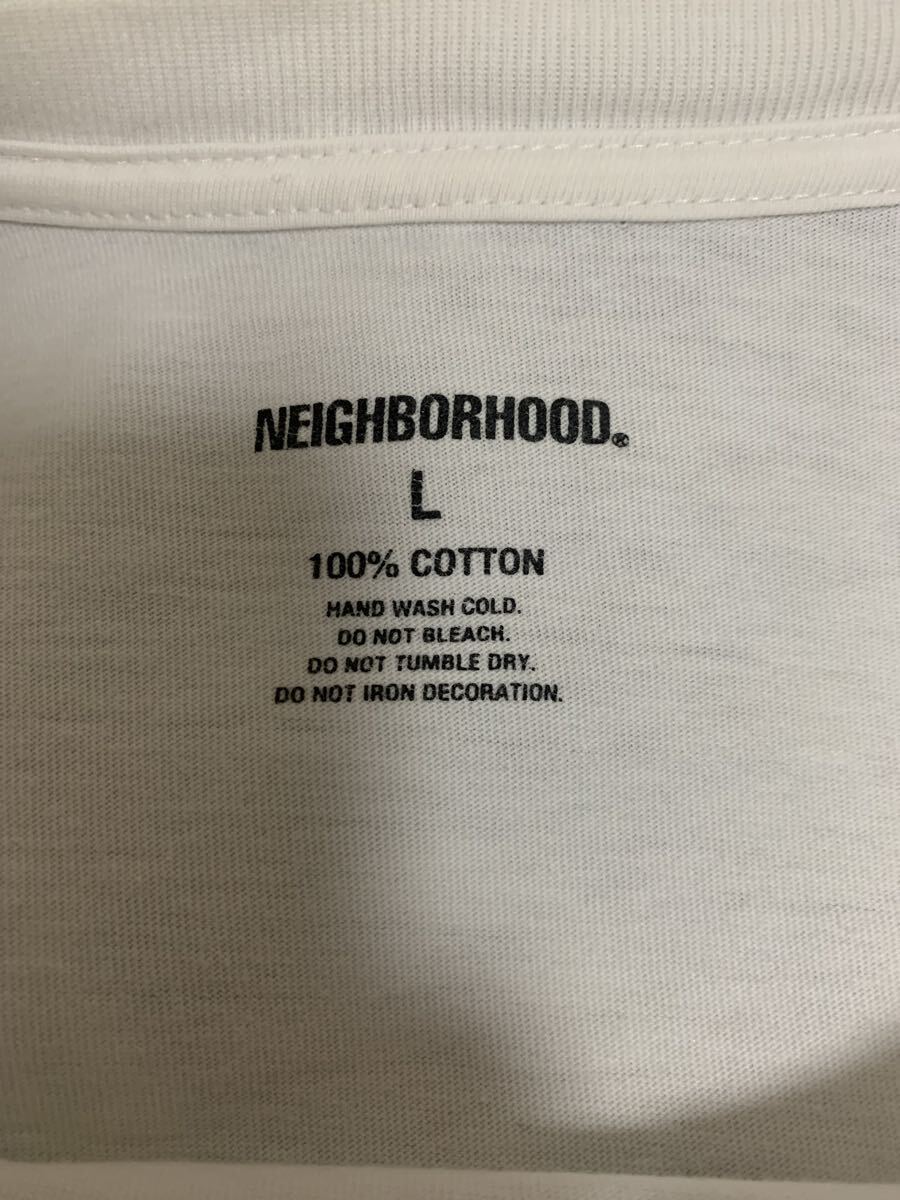 NEIGHBORHOOD.®
L
100% COTTON
HAND WASH COLD.
DO NOT BLEACH.
DO NOT TUMBLE DRY.
DO NOT IRON DECORATION.